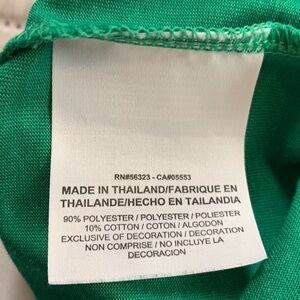 RN#56323 - CA#05553
MADE IN THAILAND/FABRIQUE EN
THAILANDE/HECHO EN TAILANDIA
90% POLYESTER / POLYESTER / POLIESTER
10% COTTON / COTON / ALGODON
EXCLUSIVE OF DECORATION / DECORATION
NON COMPRISE / NO INCLUYE LA
DECORACION